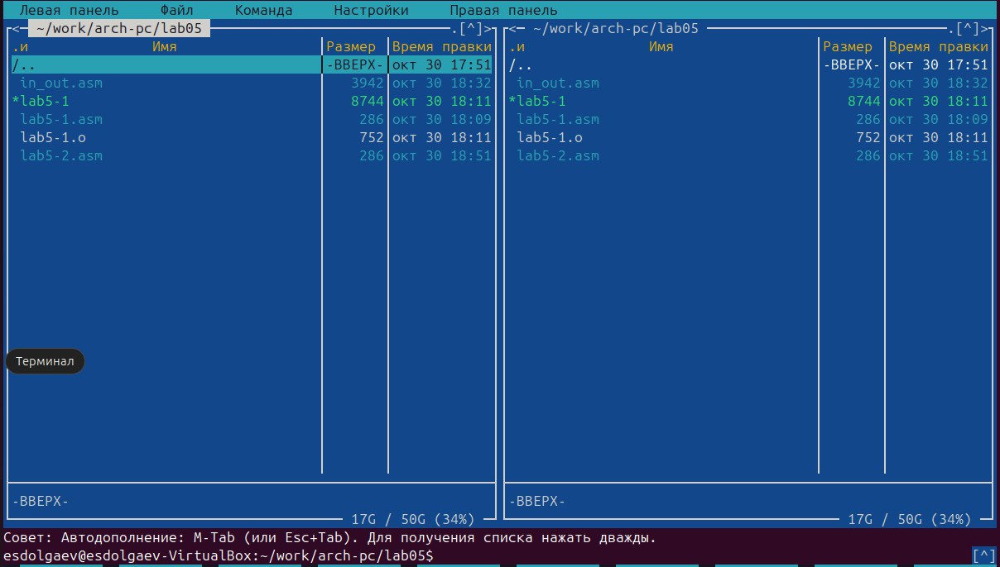 Левая панель Файл Команда Настройки Правая панель
<─ ~/work/arch-pc/lab05 .[^]>
.и Имя Размер Время правки
/.. -ВВЕРХ- окт 30 17:51
in_out.asm 3942 окт 30 18:32
*lab5-1 8744 окт 30 18:11
lab5-1.asm 286 окт 30 18:09
lab5-1.o 752 окт 30 18:11
lab5-2.asm 286 окт 30 18:51
-ВВЕРХ-
17G / 50G (34%)
<─ ~/work/arch-pc/lab05 .[^]>
.и Имя Размер Время правки
/.. -ВВЕРХ- окт 30 17:51
in_out.asm 3942 окт 30 18:32
*lab5-1 8744 окт 30 18:11
lab5-1.asm 286 окт 30 18:09
lab5-1.o 752 окт 30 18:11
lab5-2.asm 286 окт 30 18:51
-ВВЕРХ-
17G / 50G (34%)
Терминал
Совет: Автодополнение: M-Tab (или Esc+Tab). Для получения списка нажать дважды.
esdolgaev@esdolgaev-VirtualBox:~/work/arch-pc/lab05$ [^]